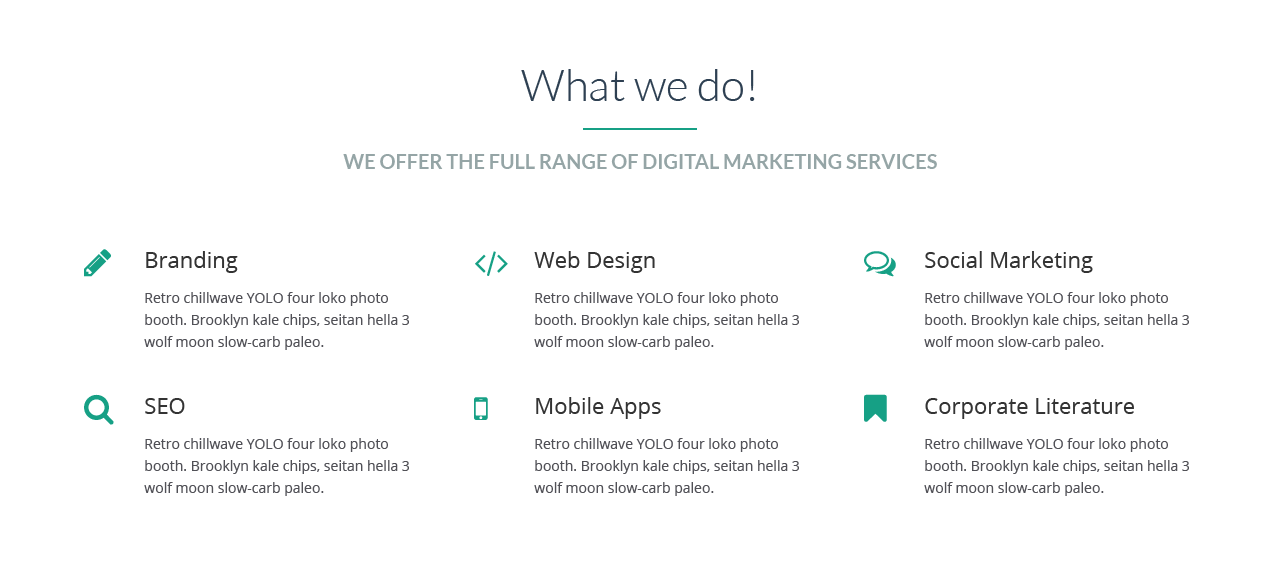 What we do!
WE OFFER THE FULL RANGE OF DIGITAL MARKETING SERVICES
Branding
Retro chillwave YOLO four loko photo
booth. Brooklyn kale chips, seitan hella 3
wolf moon slow-carb paleo.
Web Design
Retro chillwave YOLO four loko photo
booth. Brooklyn kale chips, seitan hella 3
wolf moon slow-carb paleo.
Social Marketing
Retro chillwave YOLO four loko photo
booth. Brooklyn kale chips, seitan hella 3
wolf moon slow-carb paleo.
SEO
Retro chillwave YOLO four loko photo
booth. Brooklyn kale chips, seitan hella 3
wolf moon slow-carb paleo.
Mobile Apps
Retro chillwave YOLO four loko photo
booth. Brooklyn kale chips, seitan hella 3
wolf moon slow-carb paleo.
Corporate Literature
Retro chillwave YOLO four loko photo
booth. Brooklyn kale chips, seitan hella 3
wolf moon slow-carb paleo.